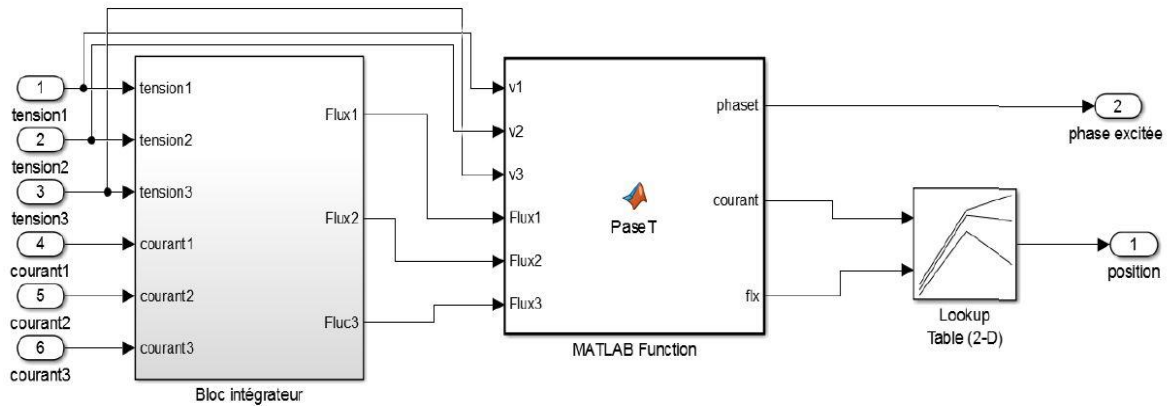 1
tension1
2
tension2
3
tension3
4
courant1
5
courant2
6
courant3
tension1
tension2
tension3
courant1
courant2
courant3
Flux1
Flux2
Fluc3
Bloc intégrateur
v1
v2
v3
Flux1
Flux2
Flux3
PaseT
phaset
courant
flx
MATLAB Function
Lookup
Table (2-D)
2
phase excitée
1
position